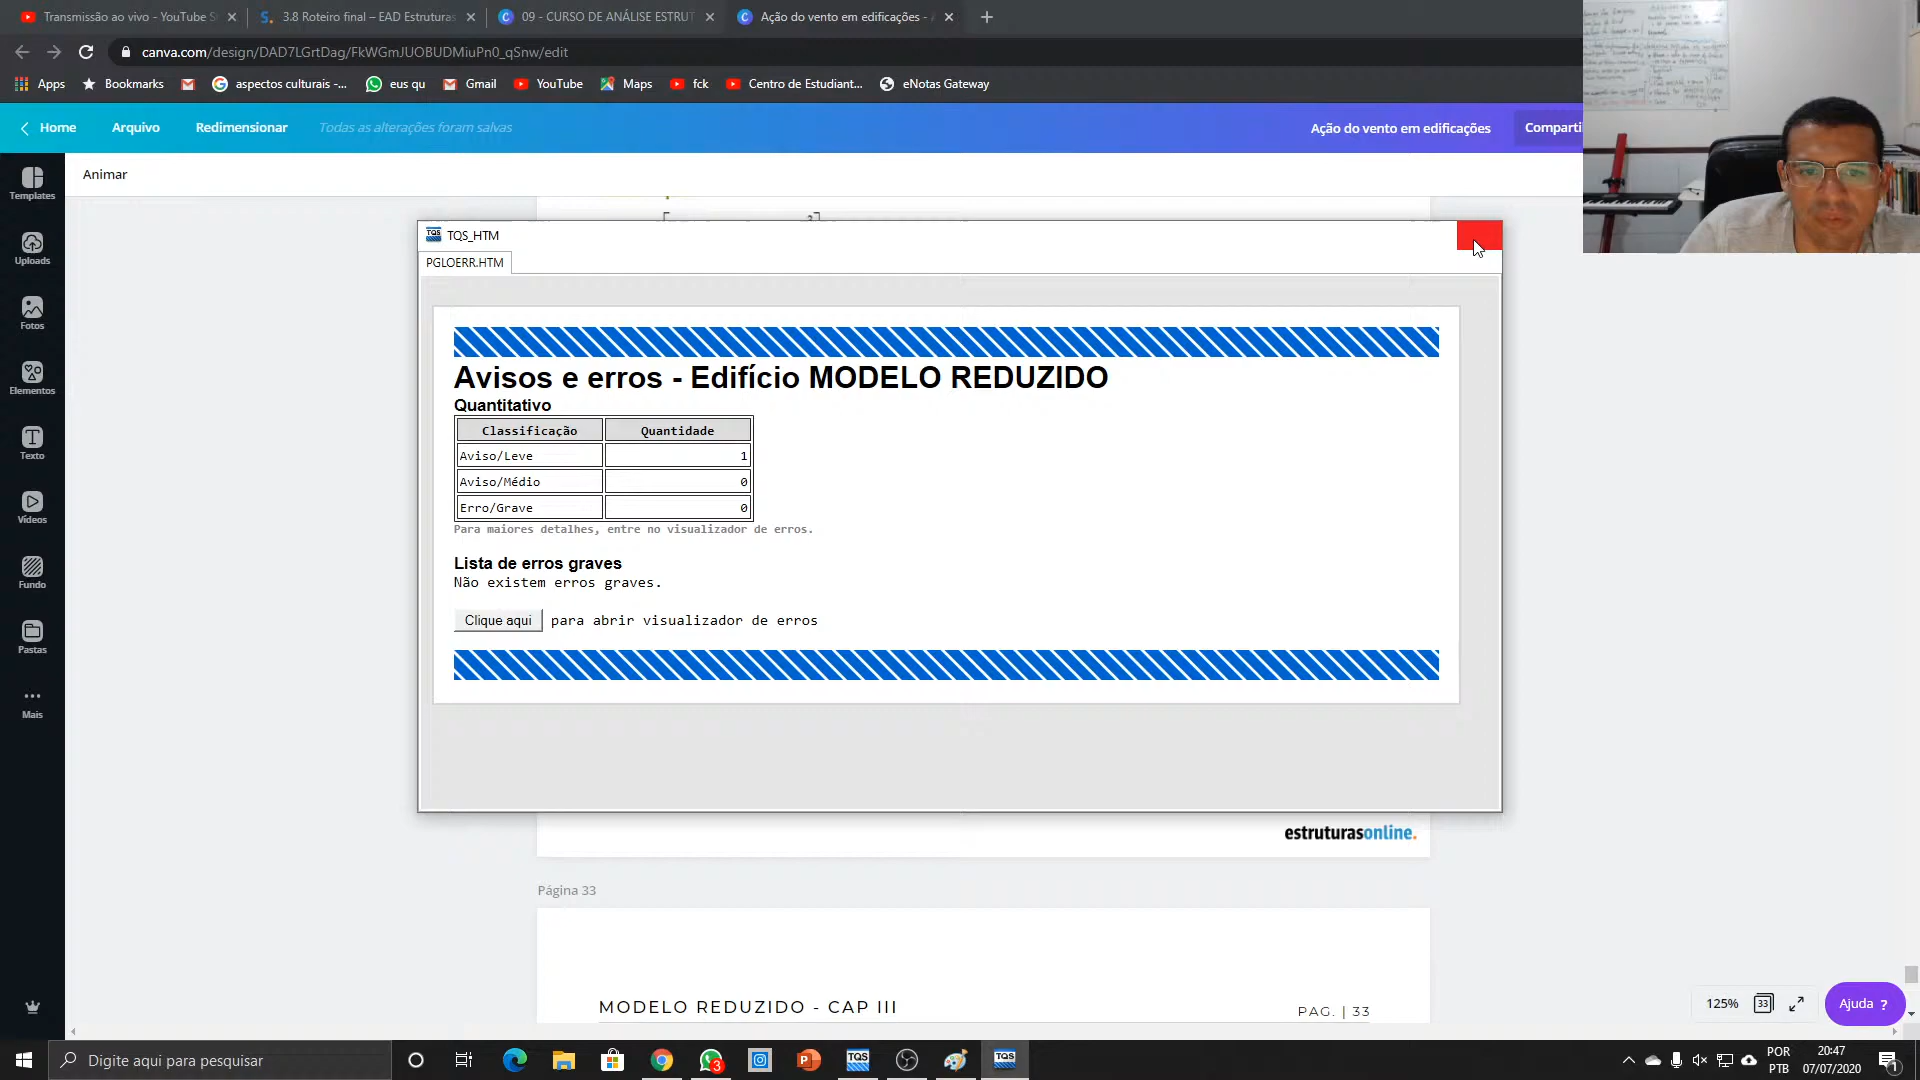 Transmissão ao vivo - YouTube S
3.8 Roteiro final – EAD Estruturas
09 - CURSO DE ANÁLISE ESTRUT
Ação do vento em edificações -
canva.com/design/DAD7LGrtDag/FkWGmJUOBUDMiuPn0_qSnw/edit
Apps
Bookmarks
aspectos culturais -...
eus qu
Gmail
YouTube
Maps
fck
Centro de Estudiant...
eNotas Gateway
Home
Arquivo
Redimensionar
Todas as alterações foram salvas
Ação do vento em edificações
Comparti
Templates
Uploads
Fotos
Elementos
Texto
Vídeos
Fundo
Pastas
Mais
Animar
TQS_HTM
PGLOERR.HTM
Avisos e erros - Edifício MODELO REDUZIDO
Quantitativo
Classificação Quantidade
Aviso/Leve 1
Aviso/Médio 0
Erro/Grave 0
Para maiores detalhes, entre no visualizador de erros.
Lista de erros graves
Não existem erros graves.
Clique aqui para abrir visualizador de erros
estruturasonline.
Página 33
MODELO REDUZIDO - CAP III
PAG. | 33
125%
33
Ajuda ?
Digite aqui para pesquisar
3
TQS
TQS
POR
PTB
20:47
07/07/2020
1